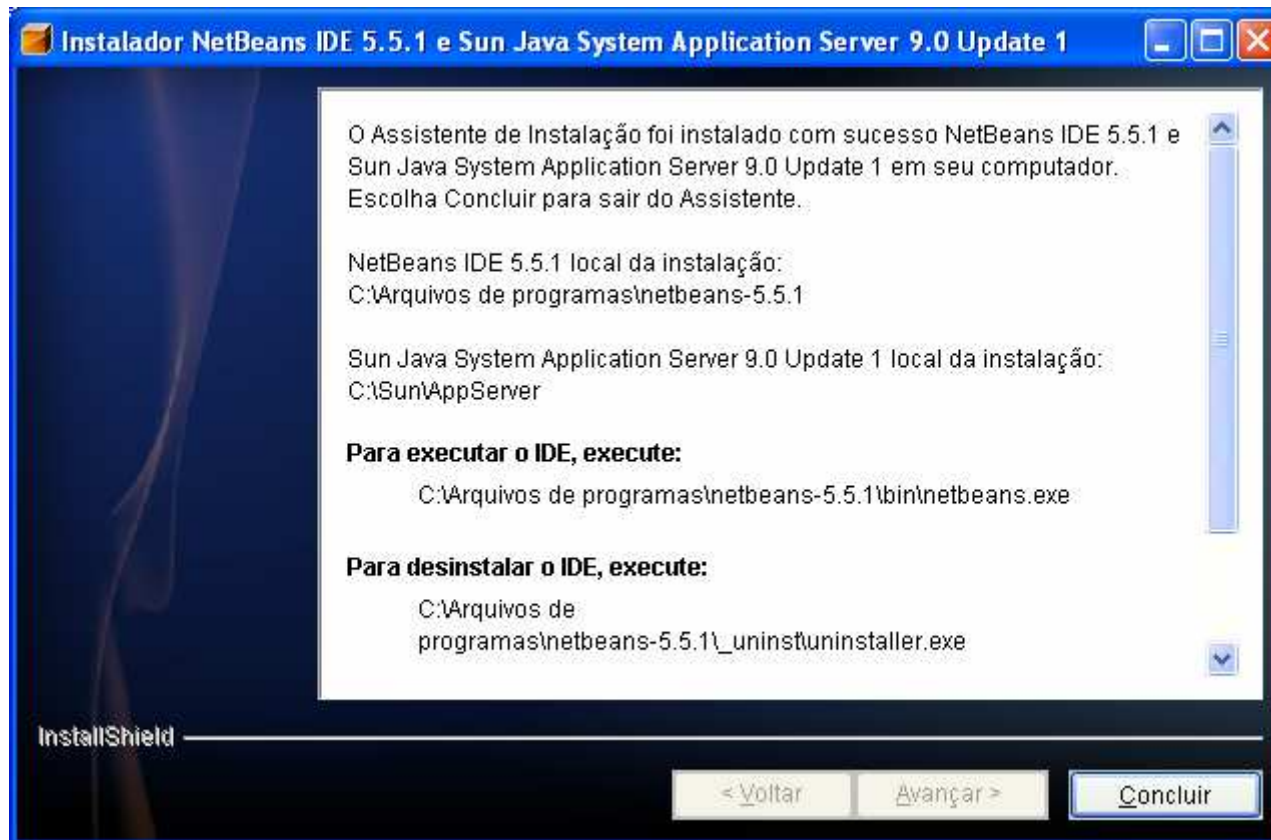 Instalador NetBeans IDE 5.5.1 e Sun Java System Application Server 9.0 Update 1
O Assistente de Instalação foi instalado com sucesso NetBeans IDE 5.5.1 e
Sun Java System Application Server 9.0 Update 1 em seu computador.
Escolha Concluir para sair do Assistente.
NetBeans IDE 5.5.1 local da instalação:
C:\Arquivos de programas\netbeans-5.5.1
Sun Java System Application Server 9.0 Update 1 local da instalação:
C:\Sun\AppServer
Para executar o IDE, execute:
C:\Arquivos de programas\netbeans-5.5.1\bin\netbeans.exe
Para desinstalar o IDE, execute:
C:\Arquivos de
programas\netbeans-5.5.1\_uninst\uninstaller.exe
InstallShield
< Voltar
Avançar >
Concluir